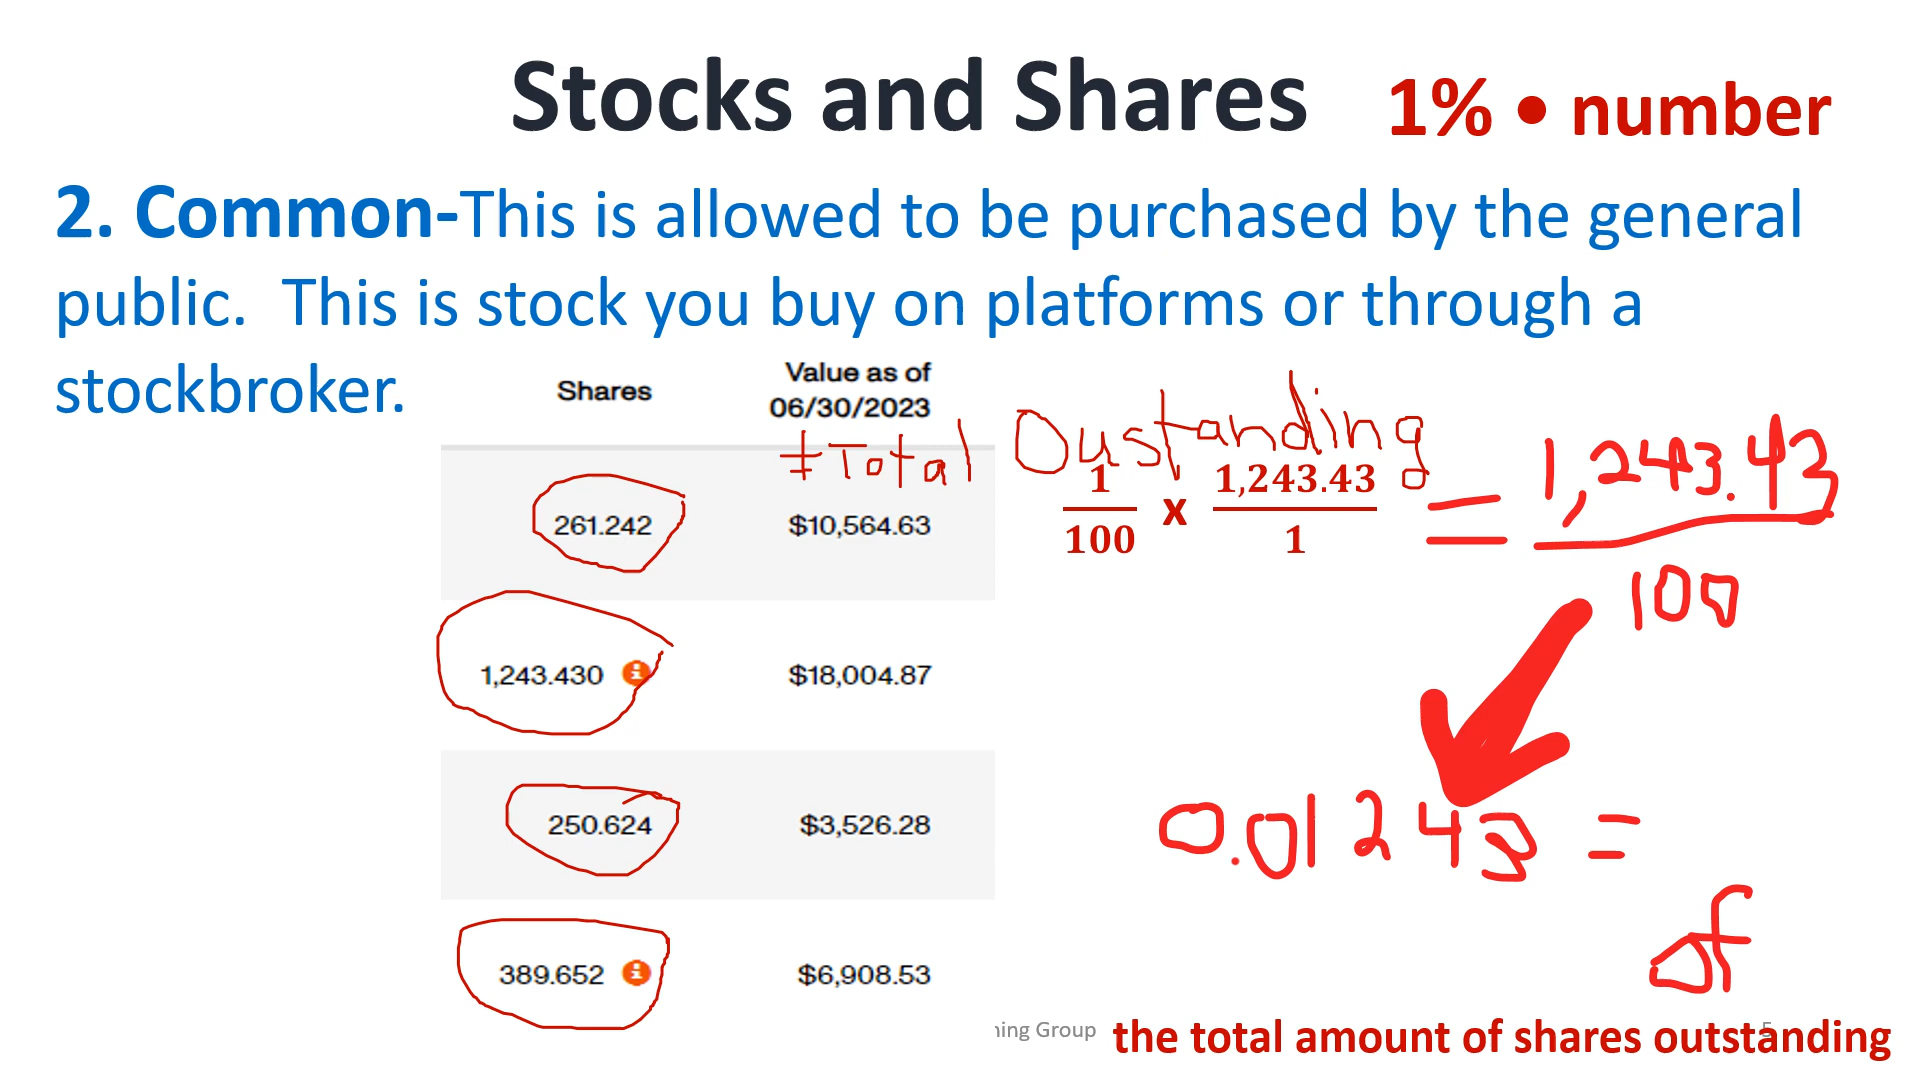 Stocks and Shares 1% • number
2. Common-This is allowed to be purchased by the general
public. This is stock you buy on platforms or through a
stockbroker.
Shares Value as of
06/30/2023
# Total Oustanding
261.242 $10,564.63
1/100 x 1,243.43/1 = 1,243.43/100
1,243.430 $18,004.87
250.624 $3,526.28
0.01243 =
of
389.652 $6,908.53
ning Group
the total amount of shares outstanding
5